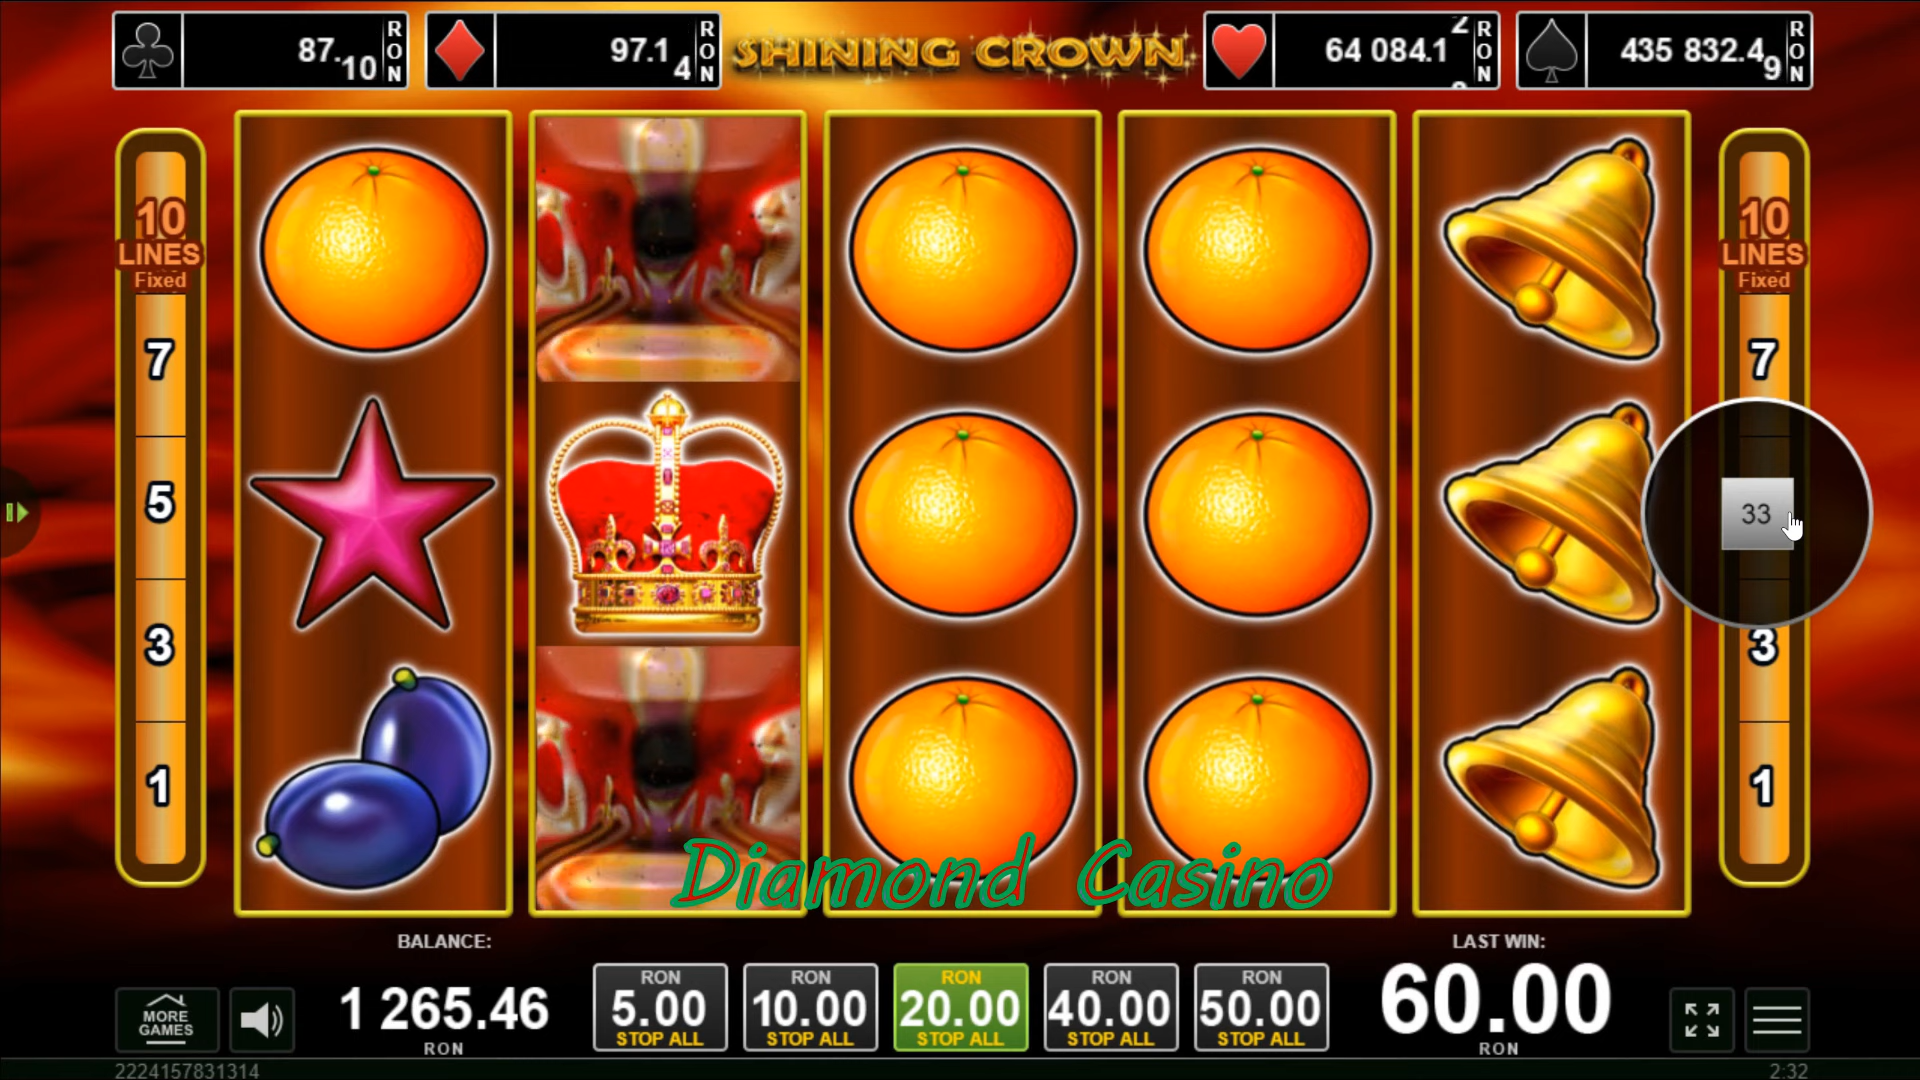 87.10 RON
97.14 RON
SHINING CROWN
64 084.1 RON
435 832.49 RON
10 LINES Fixed
7
5
3
1
10 LINES Fixed
7
33
3
1
Diamond Casino
BALANCE:
LAST WIN:
MORE GAMES
1 265.46 RON
RON 5.00 STOP ALL
RON 10.00 STOP ALL
RON 20.00 STOP ALL
RON 40.00 STOP ALL
RON 50.00 STOP ALL
60.00 RON
2224157831314
2:32